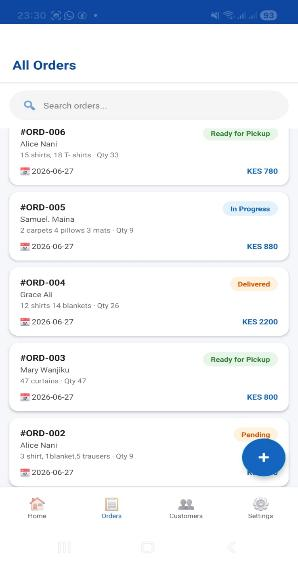 23:30
93
All Orders
Search orders...
#ORD-006
Ready for Pickup
Alice Nani
15 shirts, 18 T- shirts · Qty 33
2026-06-27
KES 780
#ORD-005
In Progress
Samuel. Maina
2 carpets 4 pillows 3 mats · Qty 9
2026-06-27
KES 880
#ORD-004
Delivered
Grace Ali
12 shirts 14 blankets · Qty 26
2026-06-27
KES 2200
#ORD-003
Ready for Pickup
Mary Wanjiku
47 curtains · Qty 47
2026-06-27
KES 800
#ORD-002
Pending
Alice Nani
3 shirt, 1blanket,5 trousers · Qty 9
2026-06-27
+
Home
Orders
Customers
Settings